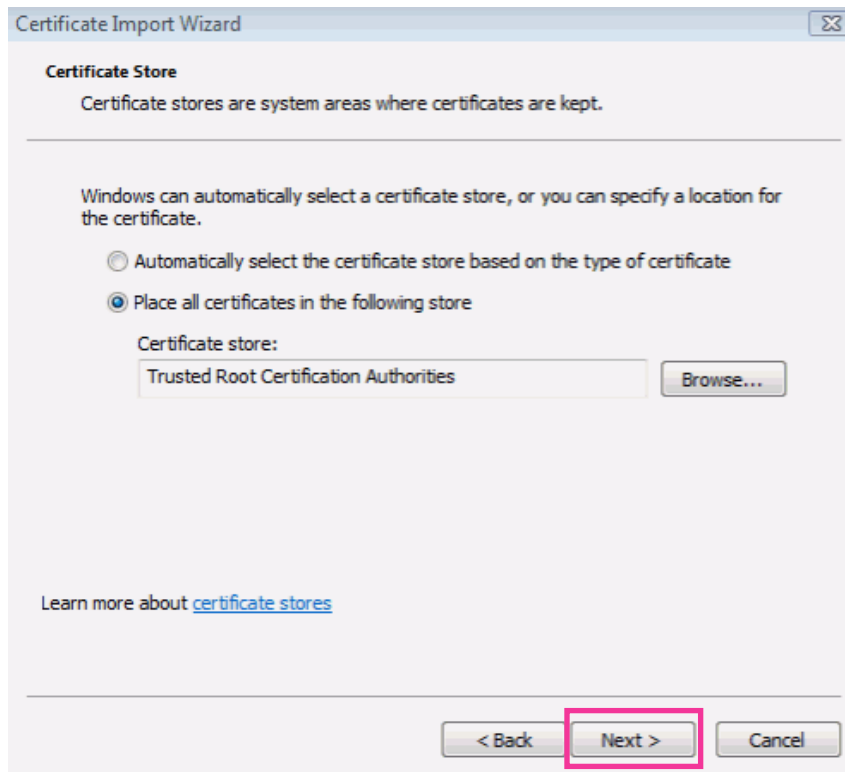 Certificate Import Wizard
Certificate Store
Certificate stores are system areas where certificates are kept.
Windows can automatically select a certificate store, or you can specify a location for
the certificate.
Automatically select the certificate store based on the type of certificate
Place all certificates in the following store
Certificate store:
Trusted Root Certification Authorities
Browse...
Learn more about certificate stores
< Back
Next >
Cancel